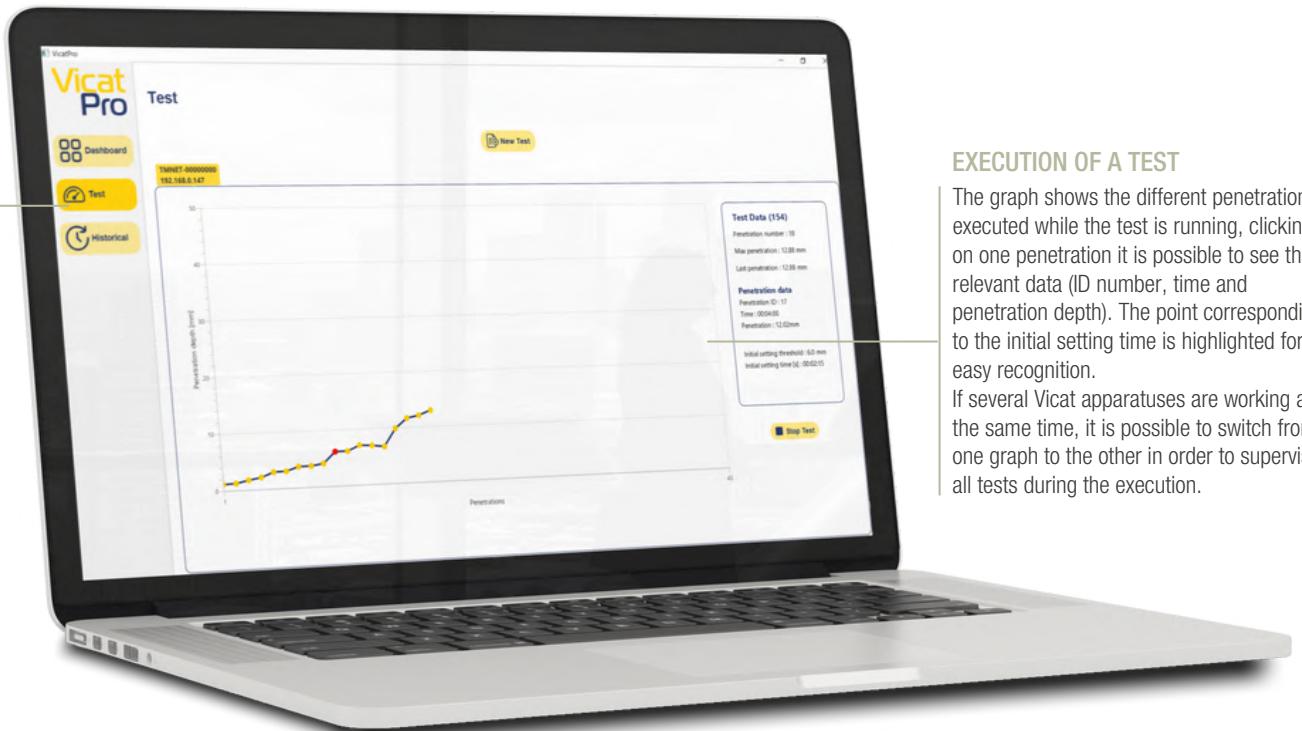 VicatPro
Vicat
Pro
Test
New Test
Dashboard
Test
Historical
TMNET-00000000
192.168.0.147
50
40
30
20
10
0
Penetration depth [mm]
1
45
Penetrations
Test Data (154)
Penetration number : 18
Max penetration : 12.88 mm
Last penetration : 12.88 mm
Penetration data
Penetration ID : 17
Time : 00:04:00
Penetration : 12.02mm
Initial setting threshold : 6.0 mm
Initial setting time [s] : 00:02:15
Stop Test
EXECUTION OF A TEST
The graph shows the different penetration
executed while the test is running, clickin
on one penetration it is possible to see th
relevant data (ID number, time and
penetration depth). The point correspondi
to the initial setting time is highlighted for
easy recognition.
If several Vicat apparatuses are working a
the same time, it is possible to switch fro
one graph to the other in order to supervis
all tests during the execution.